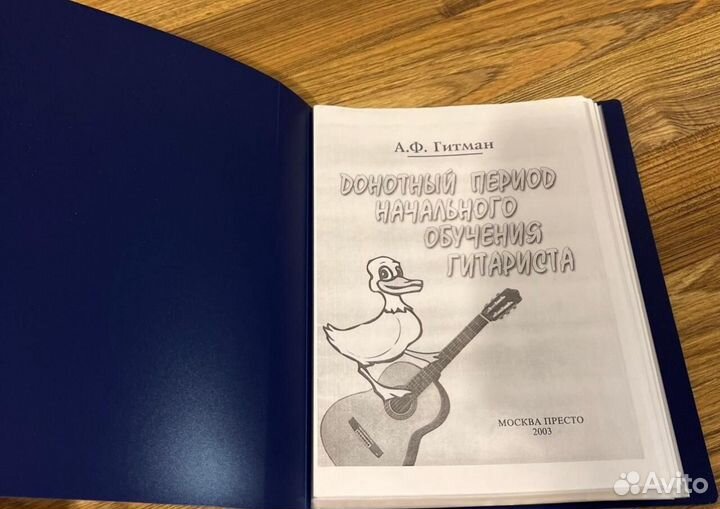 А.Ф. Гитман
ДОНОТНЫЙ ПЕРИОД
НАЧАЛЬНОГО
ОБУЧЕНИЯ
ГИТАРИСТА
МОСКВА ПРЕСТО
2003
Avito